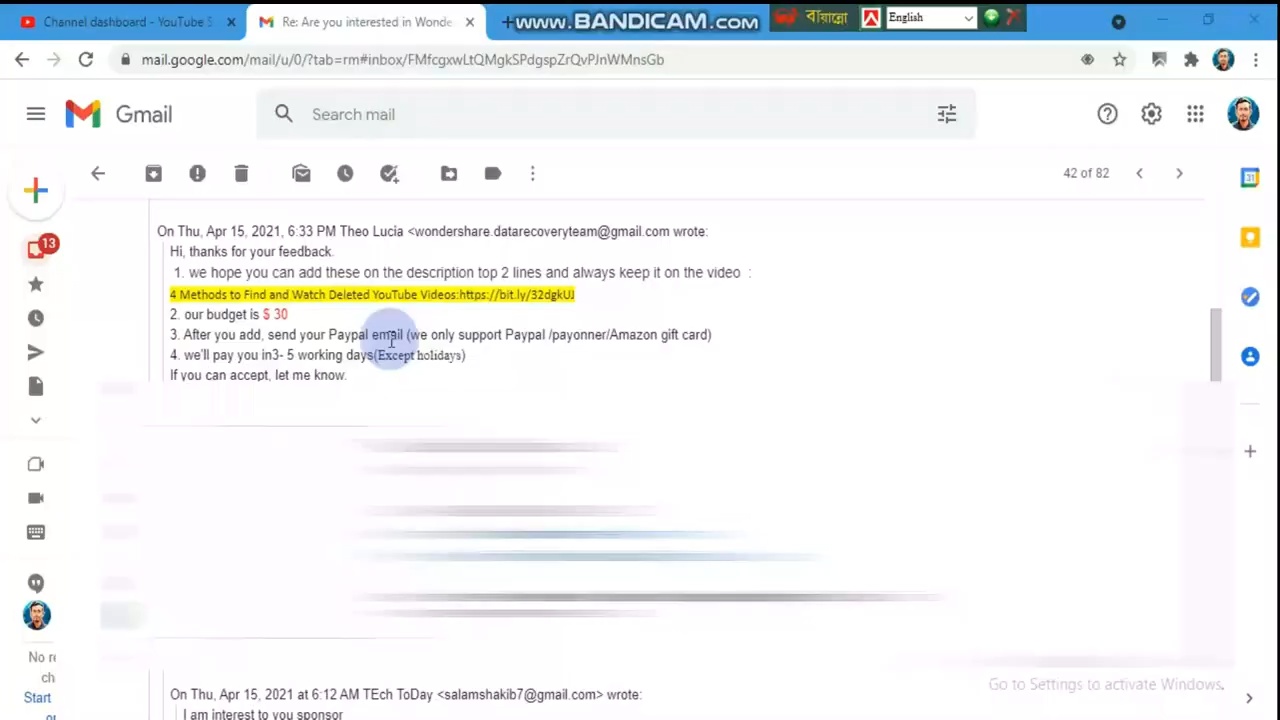 Channel dashboard - YouTube S
Re: Are you interested in Wonde
www.BANDICAM.com
বায়ান্নো
English
mail.google.com/mail/u/0/?tab=rm#inbox/FMfcgxwLtQMgkSPdgspZrQvPJnWMnsGb
Gmail
Search mail
42 of 82
13
31
On Thu, Apr 15, 2021, 6:33 PM Theo Lucia <wondershare.datarecoveryteam@gmail.com wrote:
Hi, thanks for your feedback.
1. we hope you can add these on the description top 2 lines and always keep it on the video :
4 Methods to Find and Watch Deleted YouTube Videos:https://bit.ly/32dgkUJ
2. our budget is $ 30
3. After you add, send your Paypal email (we only support Paypal /payonner/Amazon gift card)
4. we'll pay you in3- 5 working days(Except holidays)
If you can accept, let me know.
No re
ch
Start
Go to Settings to activate Windows.
On Thu, Apr 15, 2021 at 6:12 AM TEch ToDay <salamshakib7@gmail.com> wrote:
I am interest to you sponsor